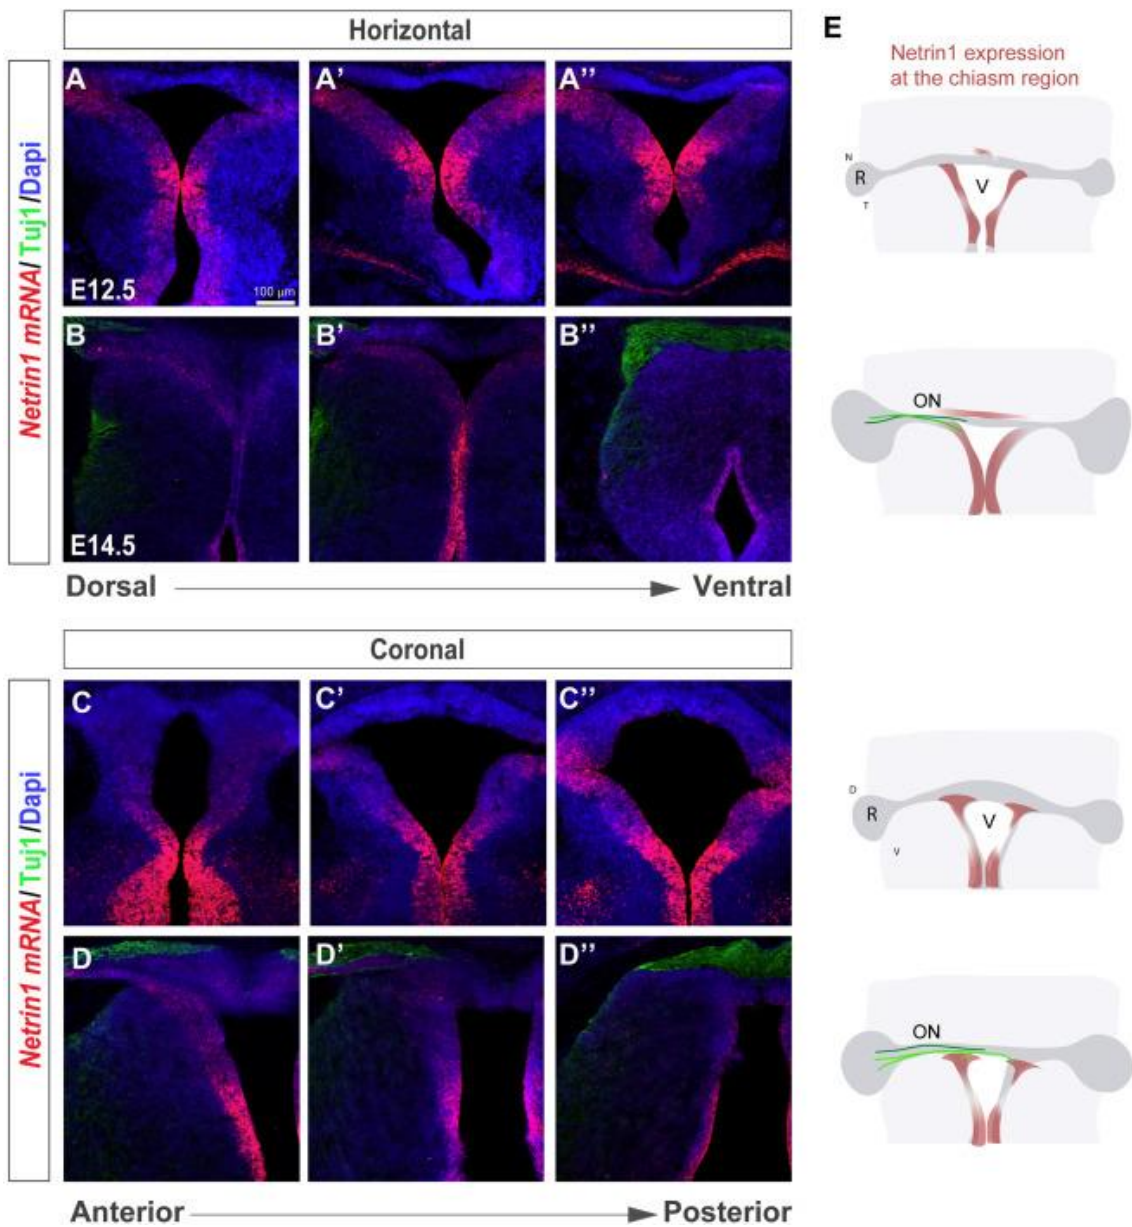 Horizontal
E
Netrin1 expression
at the chiasm region
Netrin1 mRNA/ Tuj1/Dapi
A
A'
A''
E12.5
100 µm
N
R
T
V
B
B'
B''
E14.5
ON
Dorsal
Ventral
Coronal
Netrin1 mRNA/ Tuj1/Dapi
C
C'
C''
D
R
V
V
D
D'
D''
ON
Anterior
Posterior